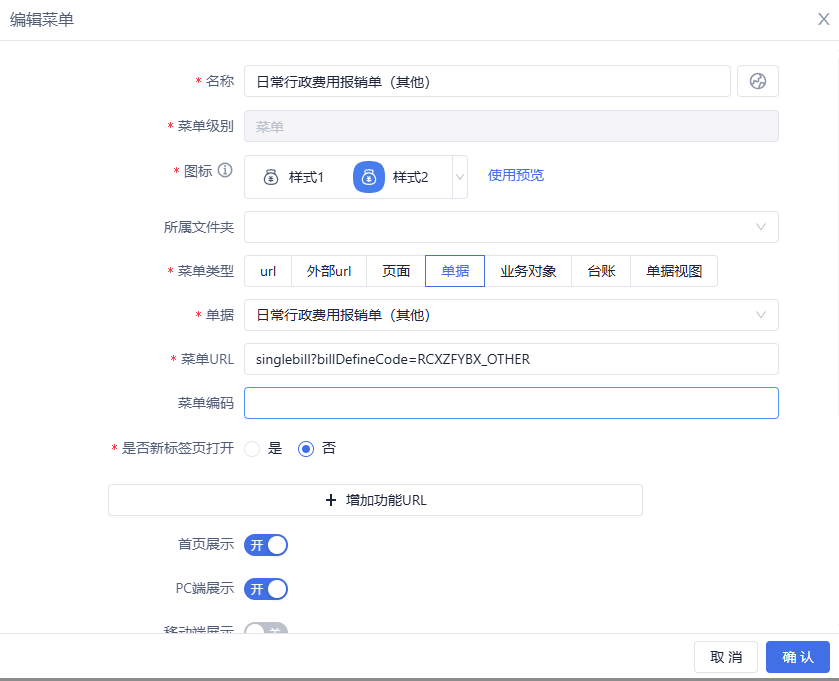 编辑菜单
* 名称 日常行政费用报销单（其他）
* 菜单级别 菜单
* 图标 样式1 样式2 使用预览
所属文件夹
* 菜单类型 url 外部url 页面 单据 业务对象 台账 单据视图
* 单据 日常行政费用报销单（其他）
* 菜单URL singlebill?billDefineCode=RCXZFYBX_OTHER
菜单编码
* 是否新标签页打开 是 否
+ 增加功能URL
首页展示 开
PC端展示 开
移动端展示 关
取 消 确 认